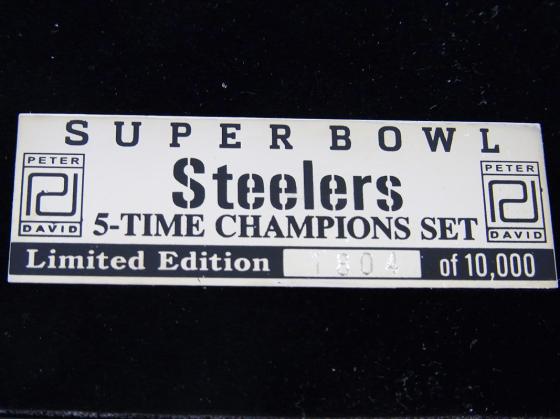 SUPER BOWL
PETER
DAVID
Steelers
PETER
DAVID
5-TIME CHAMPIONS SET
Limited Edition 1804 of 10,000